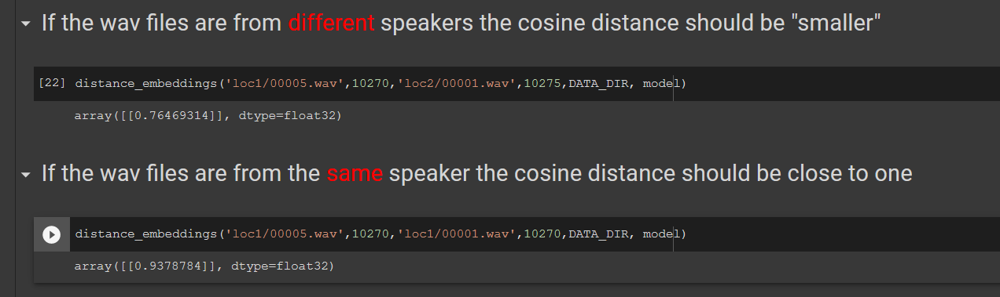 If the wav files are from different speakers the cosine distance should be "smaller"
[22] distance_embeddings('loc1/00005.wav',10270,'loc2/00001.wav',10275,DATA_DIR, model)
array([[0.76469314]], dtype=float32)
If the wav files are from the same speaker the cosine distance should be close to one
distance_embeddings('loc1/00005.wav',10270,'loc1/00001.wav',10270,DATA_DIR, model)
array([[0.9378784]], dtype=float32)